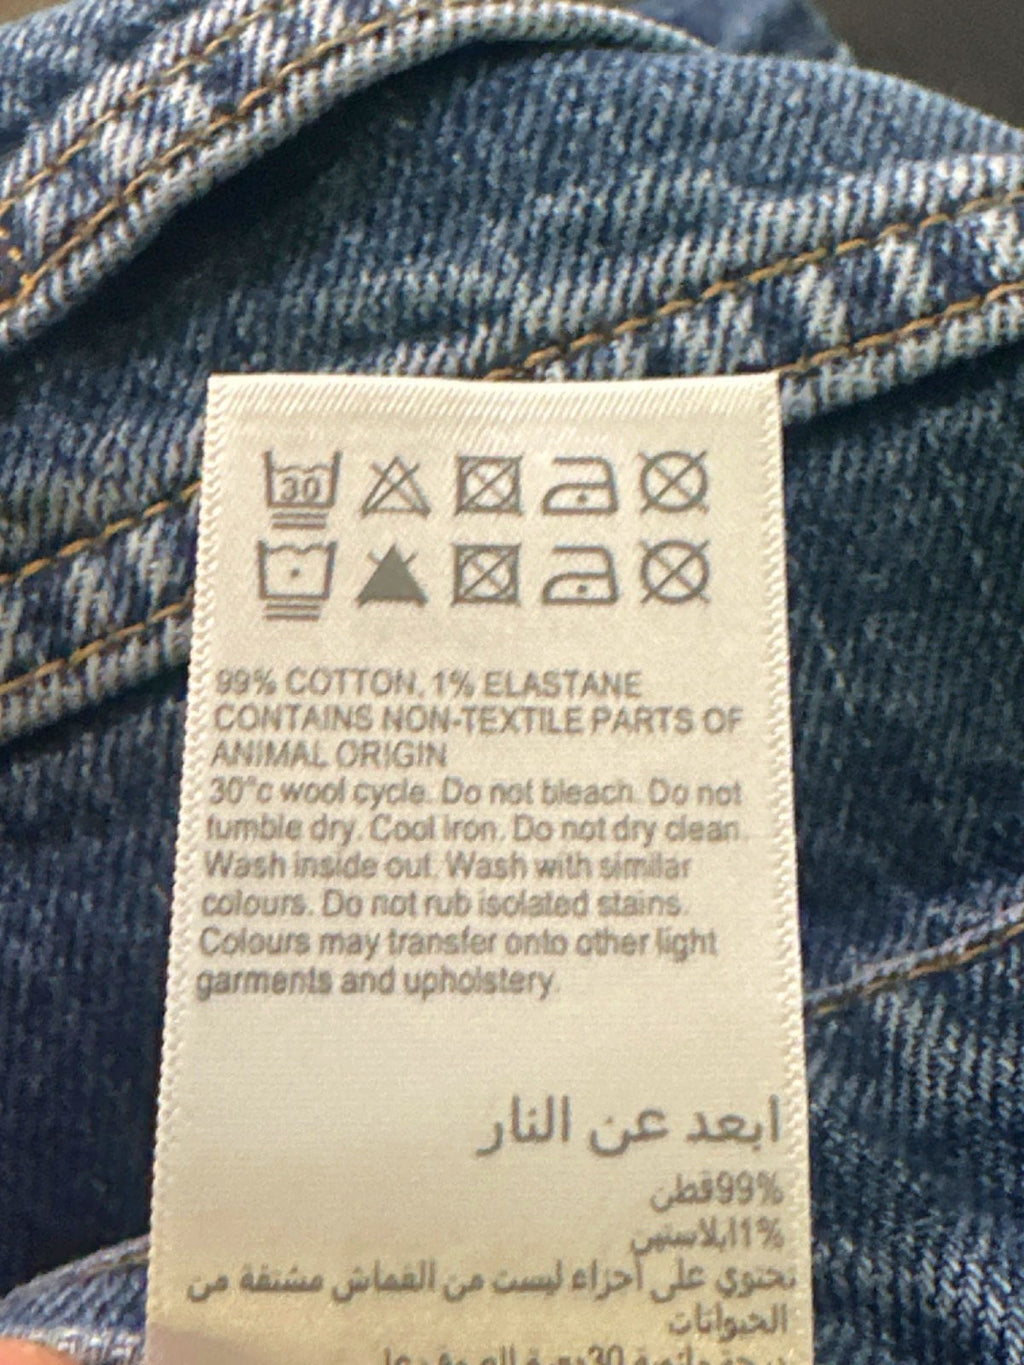 30
99% COTTON, 1% ELASTANE
CONTAINS NON-TEXTILE PARTS OF
ANIMAL ORIGIN
30°c wool cycle. Do not bleach. Do not
tumble dry. Cool Iron. Do not dry clean.
Wash inside out. Wash with similar
colours. Do not rub isolated stains.
Colours may transfer onto other light
garments and upholstery.
ابعد عن النار
99%قطن
1%ايلاستين
تحتوي على أجزاء ليست من القماش مشتقة من
الحيوانات